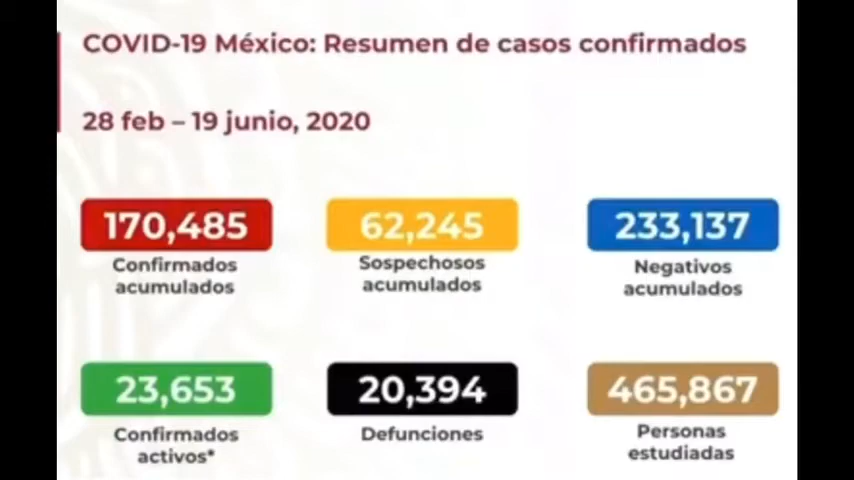 COVID-19 México: Resumen de casos confirmados
28 feb – 19 junio, 2020
170,485
Confirmados
acumulados
62,245
Sospechosos
acumulados
233,137
Negativos
acumulados
23,653
Confirmados
activos*
20,394
Defunciones
465,867
Personas
estudiadas